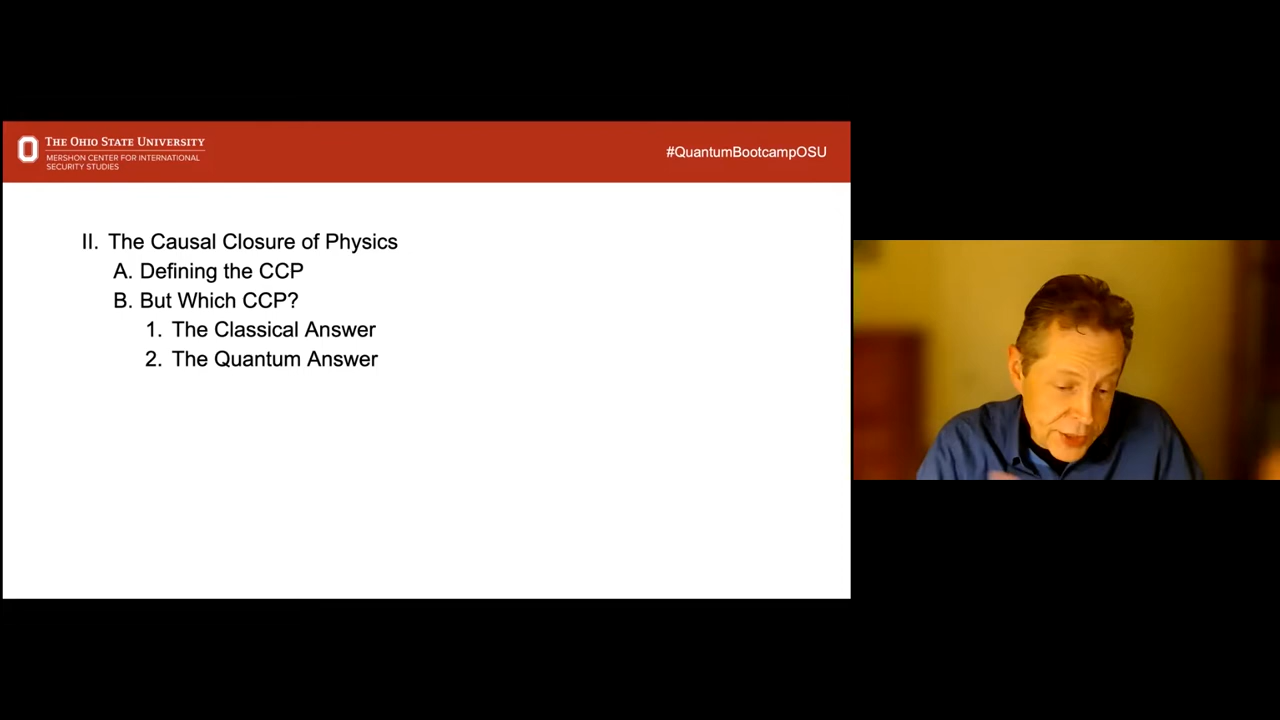 THE OHIO STATE UNIVERSITY
MERSHON CENTER FOR INTERNATIONAL
SECURITY STUDIES
#QuantumBootcampOSU
II. The Causal Closure of Physics
A. Defining the CCP
B. But Which CCP?
1. The Classical Answer
2. The Quantum Answer